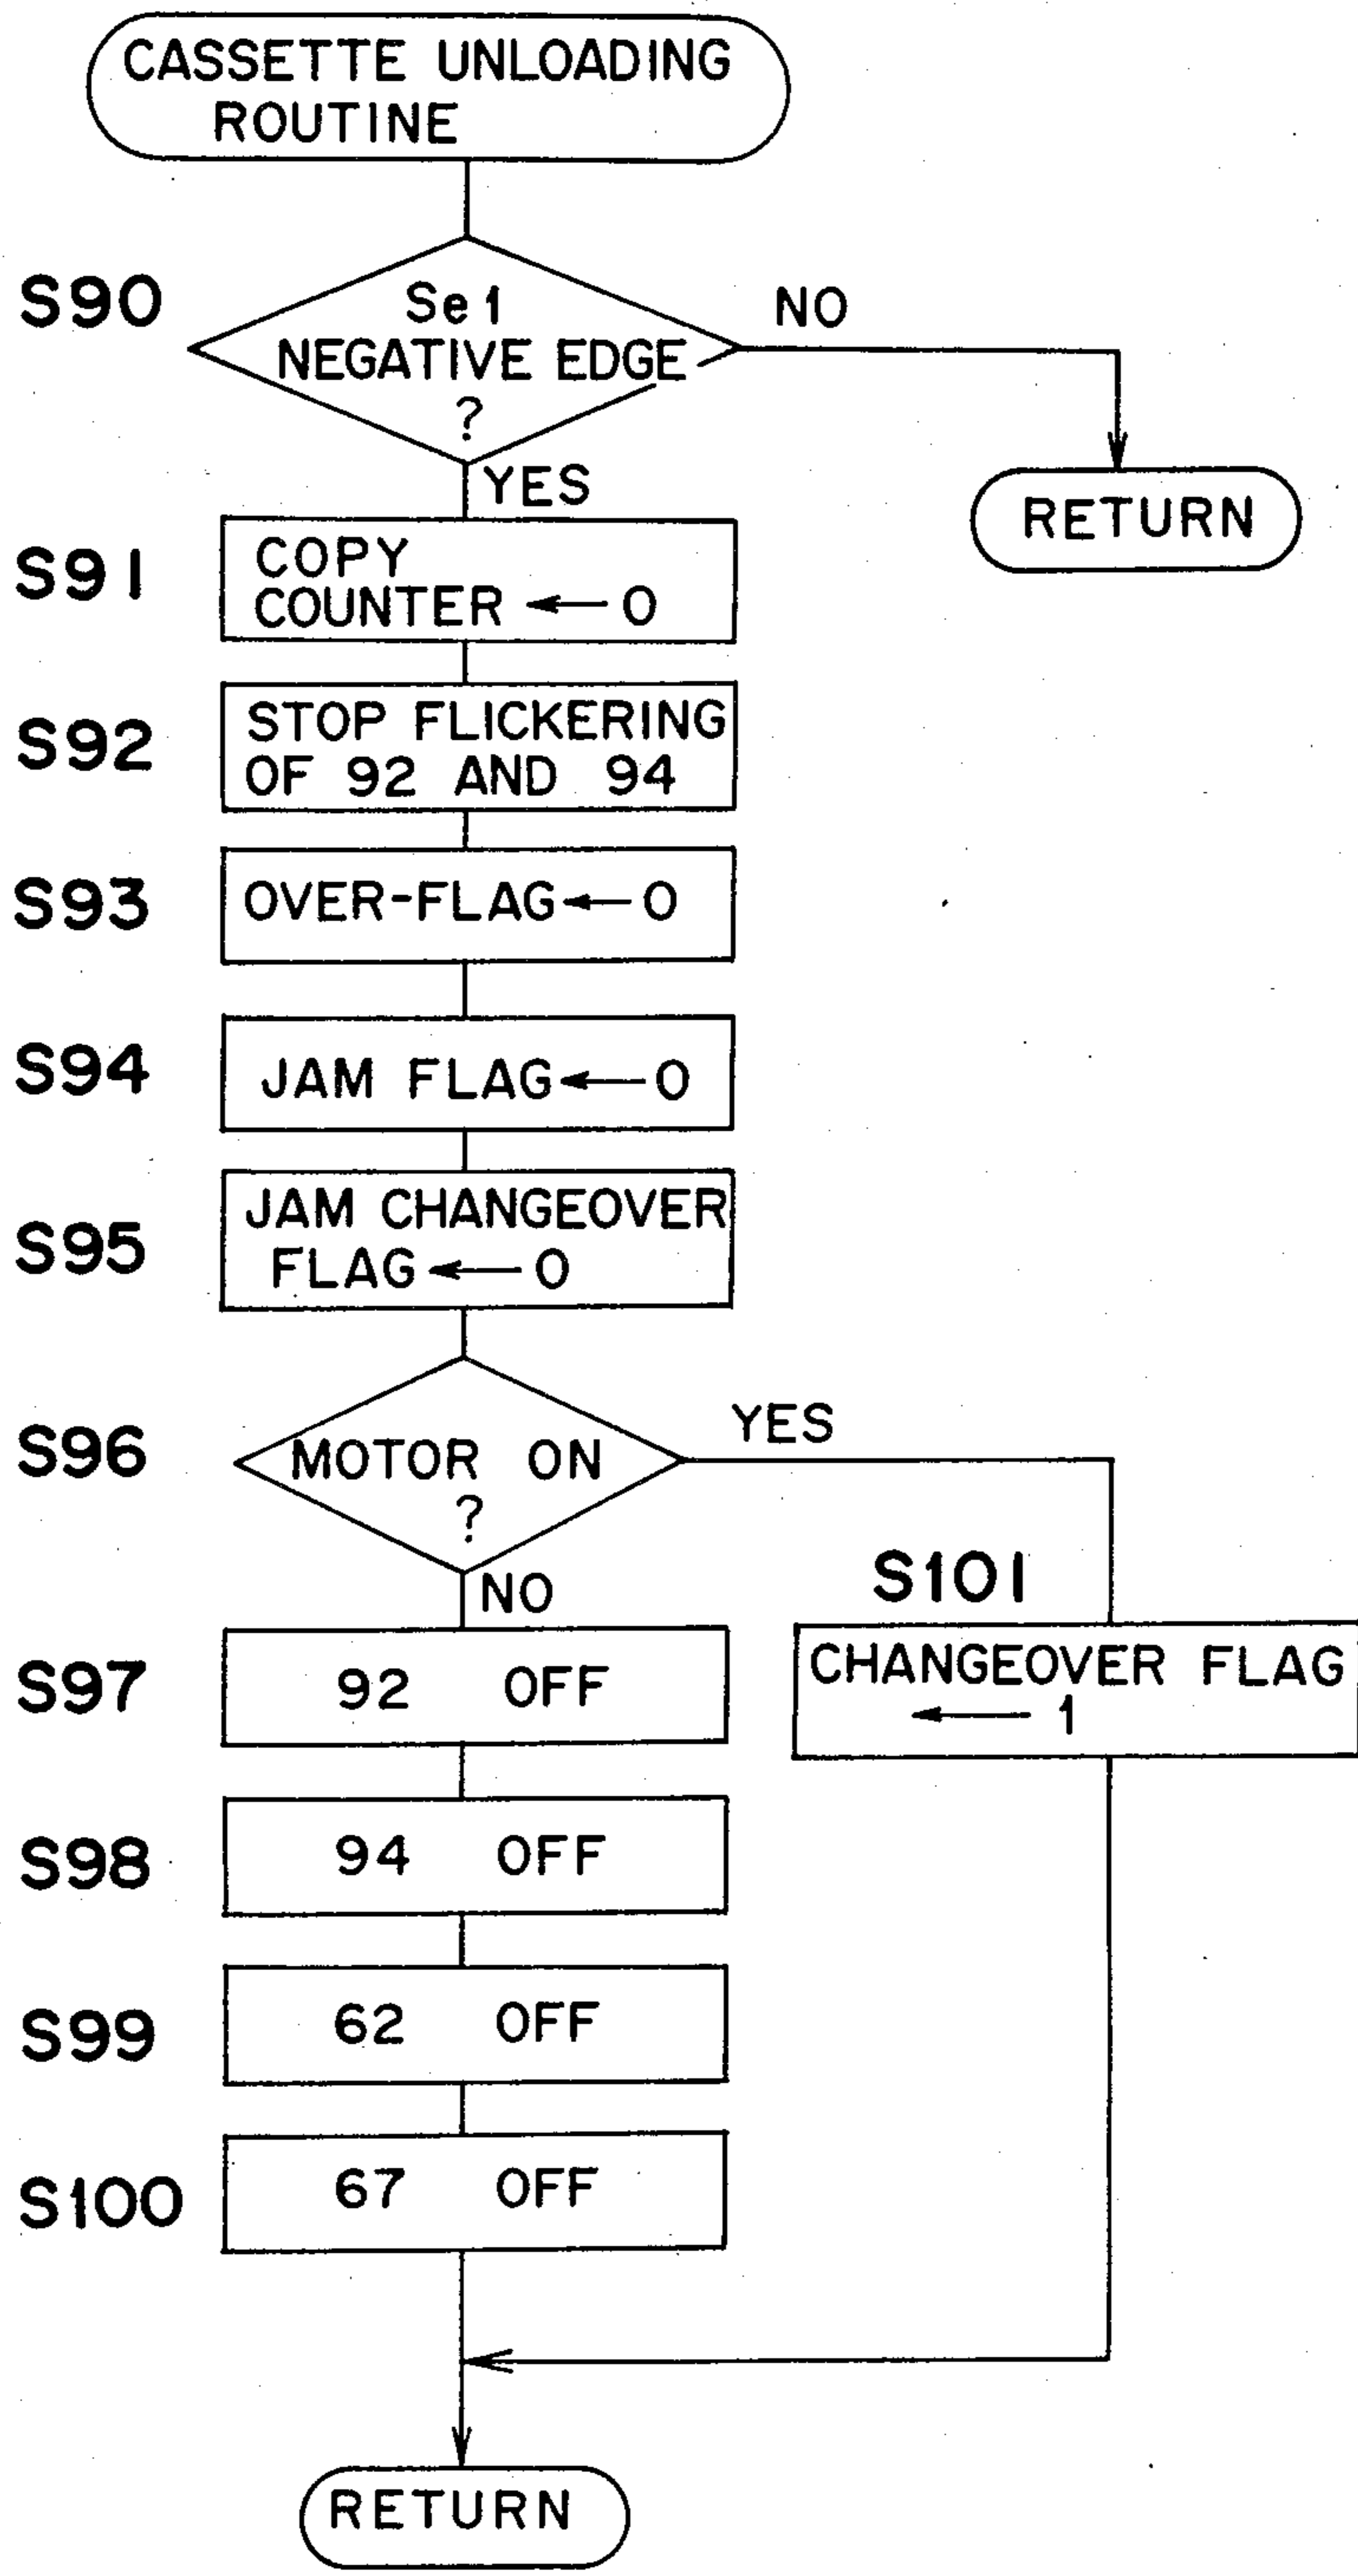 CASSETTE UNLOADING
ROUTINE
S90
Se1
NEGATIVE EDGE
?
NO
RETURN
YES
S91
COPY
COUNTER ← 0
S92
STOP FLICKERING
OF 92 AND 94
S93
OVER-FLAG ← 0
S94
JAM FLAG ← 0
S95
JAM CHANGEOVER
FLAG ← 0
S96
MOTOR ON
?
YES
NO
S101
CHANGEOVER FLAG
← 1
S97
92 OFF
S98
94 OFF
S99
62 OFF
S100
67 OFF
RETURN